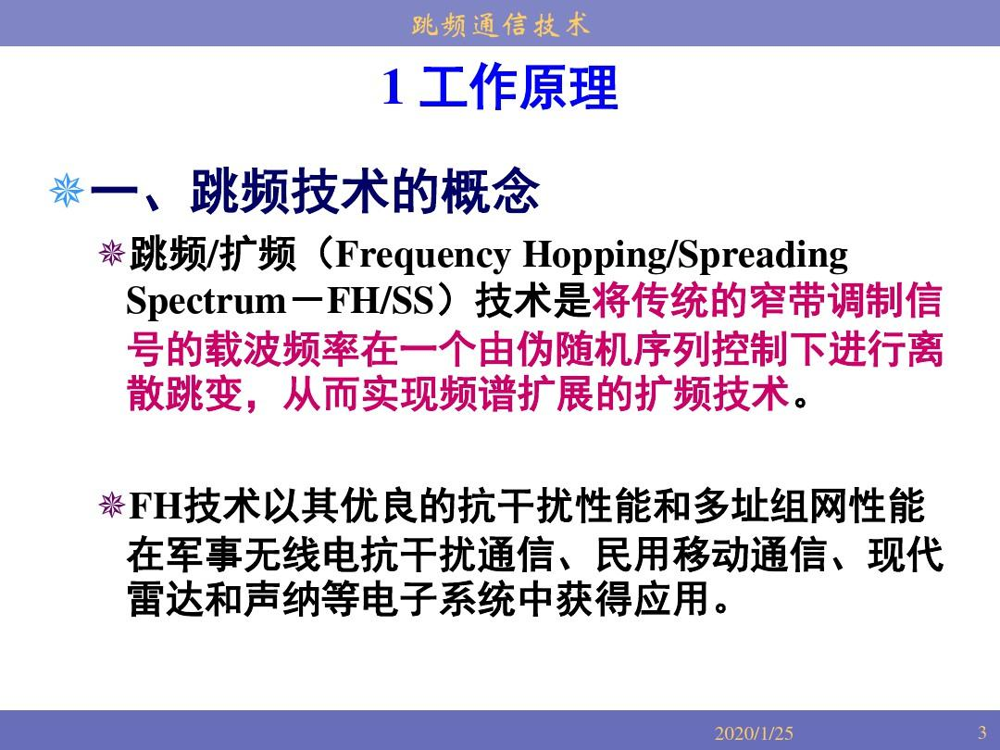 跳频通信技术
1 工作原理
一、跳频技术的概念
跳频/扩频（Frequency Hopping/Spreading
Spectrum－FH/SS）技术是将传统的窄带调制信
号的载波频率在一个由伪随机序列控制下进行离
散跳变，从而实现频谱扩展的扩频技术。
FH技术以其优良的抗干扰性能和多址组网性能
在军事无线电抗干扰通信、民用移动通信、现代
雷达和声纳等电子系统中获得应用。
2020/1/25
3